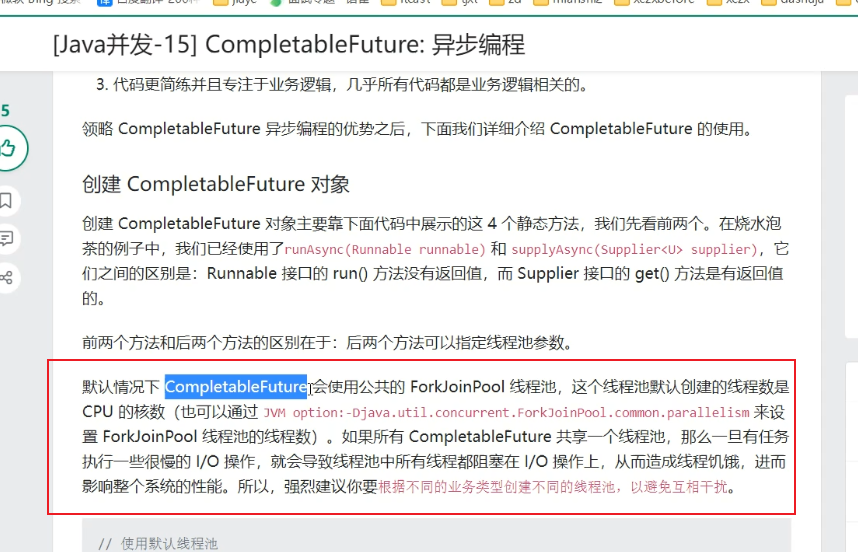 [Java并发-15] CompletableFuture: 异步编程
3. 代码更简练并且专注于业务逻辑，几乎所有代码都是业务逻辑相关的。
5
领略 CompletableFuture 异步编程的优势之后，下面我们详细介绍 CompletableFuture 的使用。
创建 CompletableFuture 对象
创建 CompletableFuture 对象主要靠下面代码中展示的这 4 个静态方法，我们先看前两个。在烧水泡
茶的例子中，我们已经使用了runAsync(Runnable runnable) 和 supplyAsync(Supplier<U> supplier)，它
们之间的区别是：Runnable 接口的 run() 方法没有返回值，而 Supplier 接口的 get() 方法是有返回值
的。
前两个方法和后两个方法的区别在于：后两个方法可以指定线程池参数。
默认情况下 CompletableFuture 会使用公共的 ForkJoinPool 线程池，这个线程池默认创建的线程数是
CPU 的核数（也可以通过 JVM option:-Djava.util.concurrent.ForkJoinPool.common.parallelism 来设
置 ForkJoinPool 线程池的线程数）。如果所有 CompletableFuture 共享一个线程池，那么一旦有任务
执行一些很慢的 I/O 操作，就会导致线程池中所有线程都阻塞在 I/O 操作上，从而造成线程饥饿，进而
影响整个系统的性能。所以，强烈建议你要根据不同的业务类型创建不同的线程池，以避免互相干扰。
// 使用默认线程池